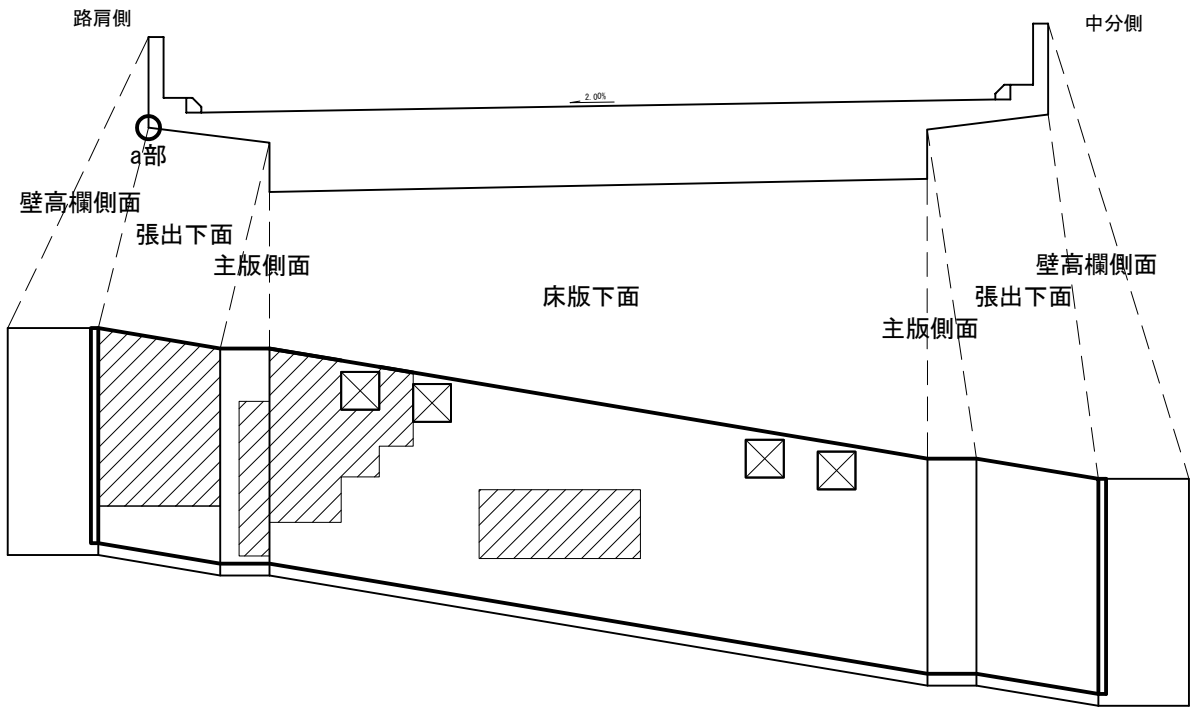 路肩側
中分側
2.00%
a部
壁高欄側面
張出下面
主版側面
床版下面
壁高欄側面
張出下面
主版側面